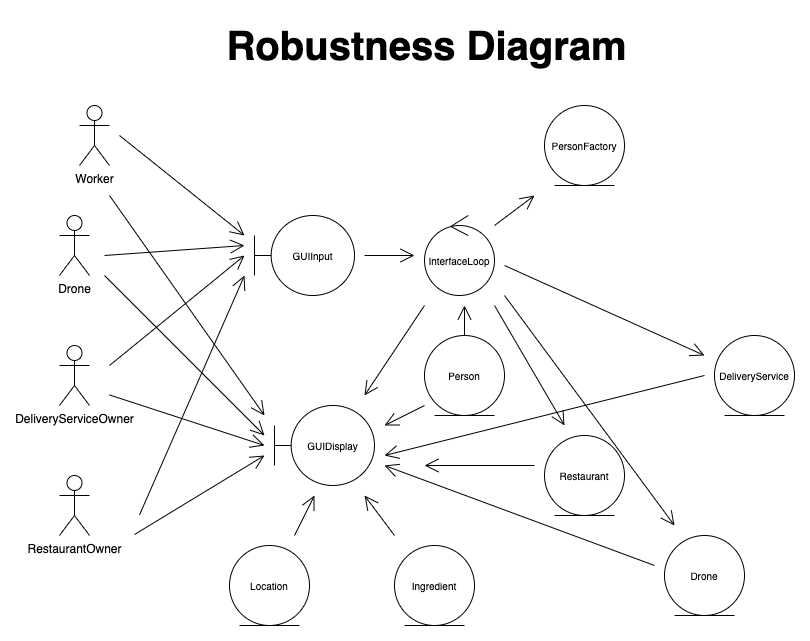 Robustness Diagram
PersonFactory
Worker
GUIInput
InterfaceLoop
Drone
Person
DeliveryService
DeliveryServiceOwner
GUIDisplay
Restaurant
RestaurantOwner
Location
Ingredient
Drone